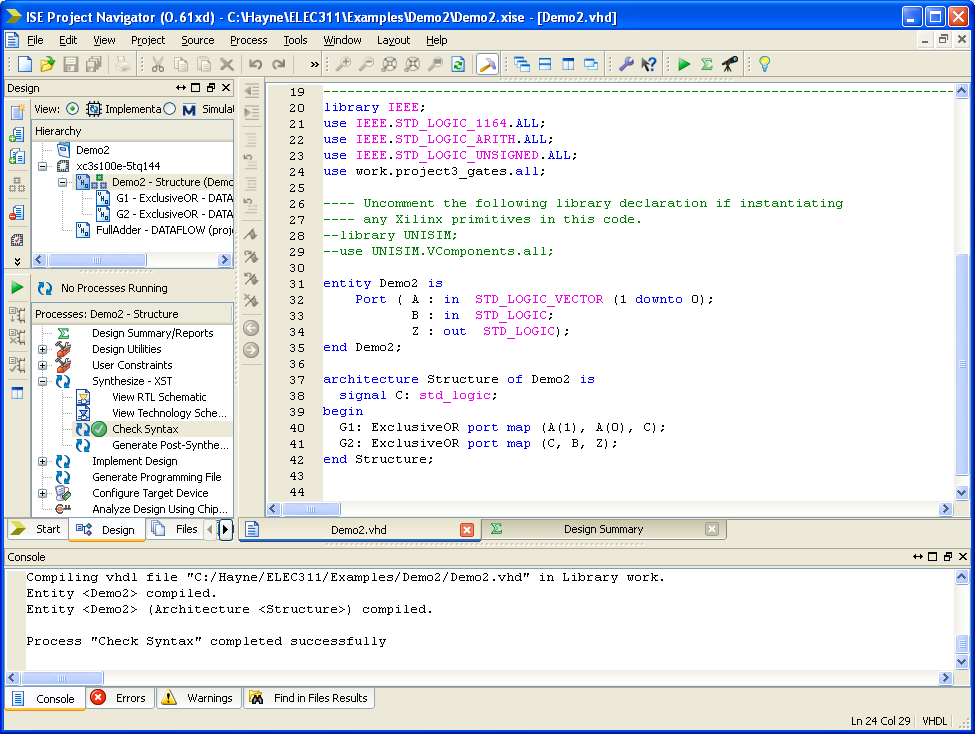 ISE Project Navigator (O.61xd) - C:\Hayne\ELEC311\Examples\Demo2\Demo2.xise - [Demo2.vhd]
File Edit View Project Source Process Tools Window Layout Help
Design
View: Implementa Simulat
Hierarchy
Demo2
xc3s100e-5tq144
Demo2 - Structure (Demo
G1 - ExclusiveOR - DATA
G2 - ExclusiveOR - DATA
FullAdder - DATAFLOW (proj
No Processes Running
Processes: Demo2 - Structure
Design Summary/Reports
Design Utilities
User Constraints
Synthesize - XST
View RTL Schematic
View Technology Sche...
Check Syntax
Generate Post-Synthe...
Implement Design
Generate Programming File
Configure Target Device
Analyze Design Using Chip...
Start Design Files
19 --------------------------------------------------------------------------------
20 library IEEE;
21 use IEEE.STD_LOGIC_1164.ALL;
22 use IEEE.STD_LOGIC_ARITH.ALL;
23 use IEEE.STD_LOGIC_UNSIGNED.ALL;
24 use work.project3_gates.all;
25
26 ---- Uncomment the following library declaration if instantiating
27 ---- any Xilinx primitives in this code.
28 --library UNISIM;
29 --use UNISIM.VComponents.all;
30
31 entity Demo2 is
32 Port ( A : in STD_LOGIC_VECTOR (1 downto 0);
33 B : in STD_LOGIC;
34 Z : out STD_LOGIC);
35 end Demo2;
36
37 architecture Structure of Demo2 is
38 signal C: std_logic;
39 begin
40 G1: ExclusiveOR port map (A(1), A(0), C);
41 G2: ExclusiveOR port map (C, B, Z);
42 end Structure;
43
44
Demo2.vhd Design Summary
Console
Compiling vhdl file "C:/Hayne/ELEC311/Examples/Demo2/Demo2.vhd" in Library work.
Entity <Demo2> compiled.
Entity <Demo2> (Architecture <Structure>) compiled.
Process "Check Syntax" completed successfully
Console Errors Warnings Find in Files Results
Ln 24 Col 29 VHDL